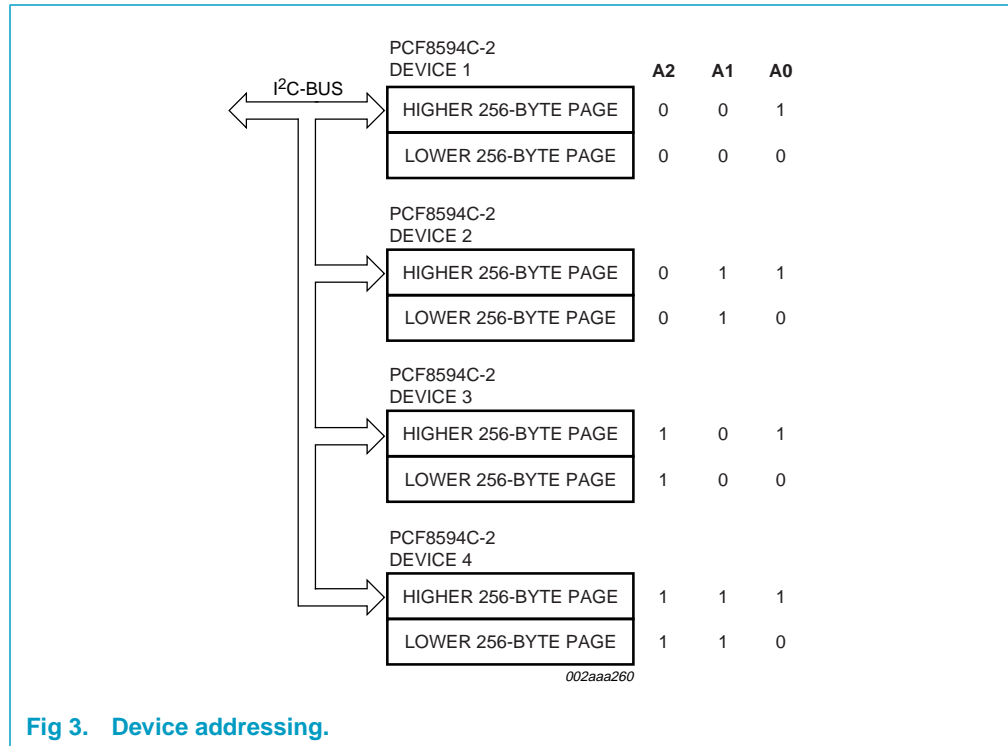 PCF8594C-2
DEVICE 1 A2 A1 A0
I2C-BUS
HIGHER 256-BYTE PAGE 0 0 1
LOWER 256-BYTE PAGE 0 0 0
PCF8594C-2
DEVICE 2
HIGHER 256-BYTE PAGE 0 1 1
LOWER 256-BYTE PAGE 0 1 0
PCF8594C-2
DEVICE 3
HIGHER 256-BYTE PAGE 1 0 1
LOWER 256-BYTE PAGE 1 0 0
PCF8594C-2
DEVICE 4
HIGHER 256-BYTE PAGE 1 1 1
LOWER 256-BYTE PAGE 1 1 0
002aaa260
Fig 3. Device addressing.